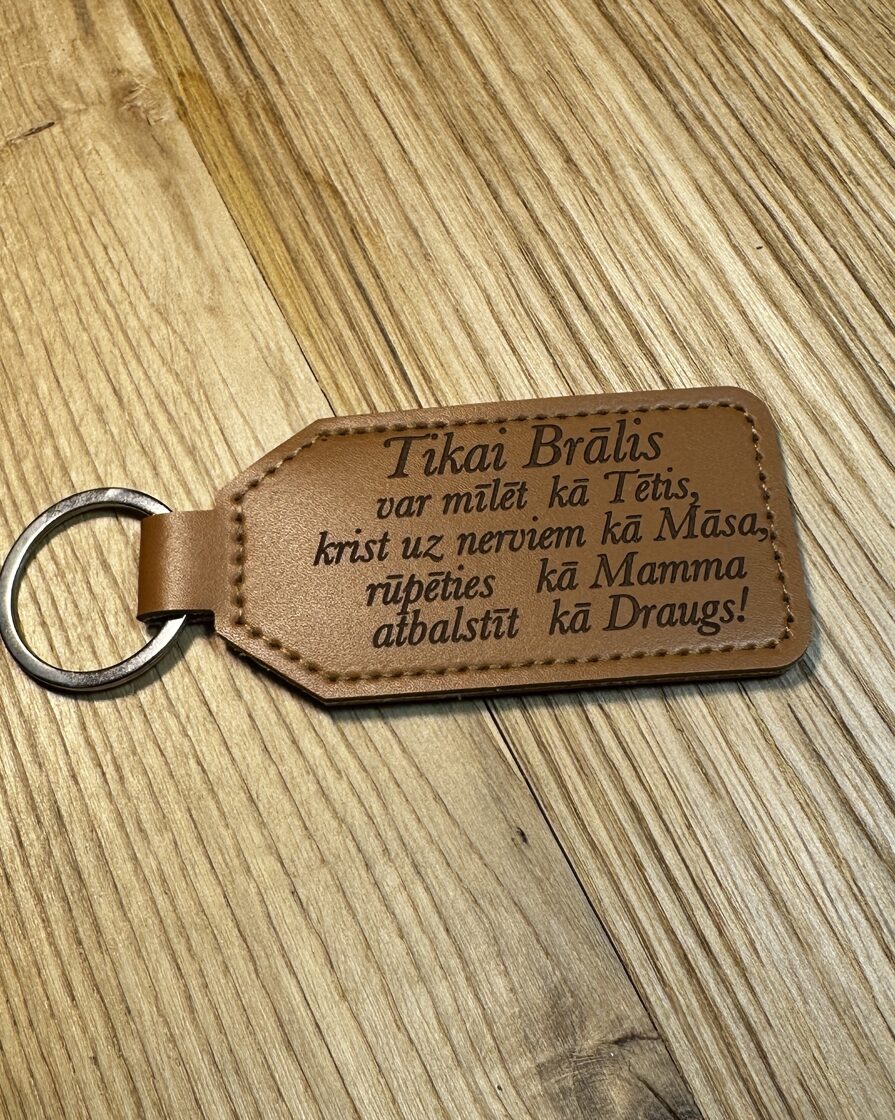 Tikai Brālis
var mīlēt kā Tētis,
krist uz nerviem kā Māsa,
rūpēties kā Mamma
atbalstīt kā Draugs!